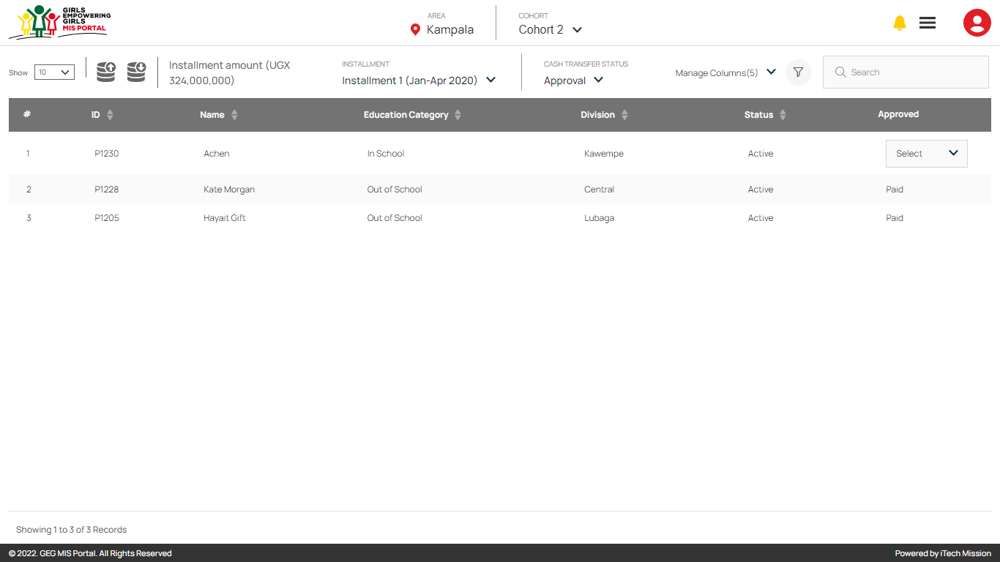 GIRLS
EMPOWERING
GIRLS
MIS PORTAL
AREA
Kampala
COHORT
Cohort 2
Show 10
Installment amount (UGX
324,000,000)
INSTALLMENT
Installment 1 (Jan-Apr 2020)
CASH TRANSFER STATUS
Approval
Manage Columns(5)
Search
# ID Name Education Category Division Status Approved
1 P1230 Achen In School Kawempe Active Select
2 P1228 Kate Morgan Out of School Central Active Paid
3 P1205 Hayait Gift Out of School Lubaga Active Paid
Showing 1 to 3 of 3 Records
© 2022. GEG MIS Portal. All Rights Reserved
Powered by iTech Mission